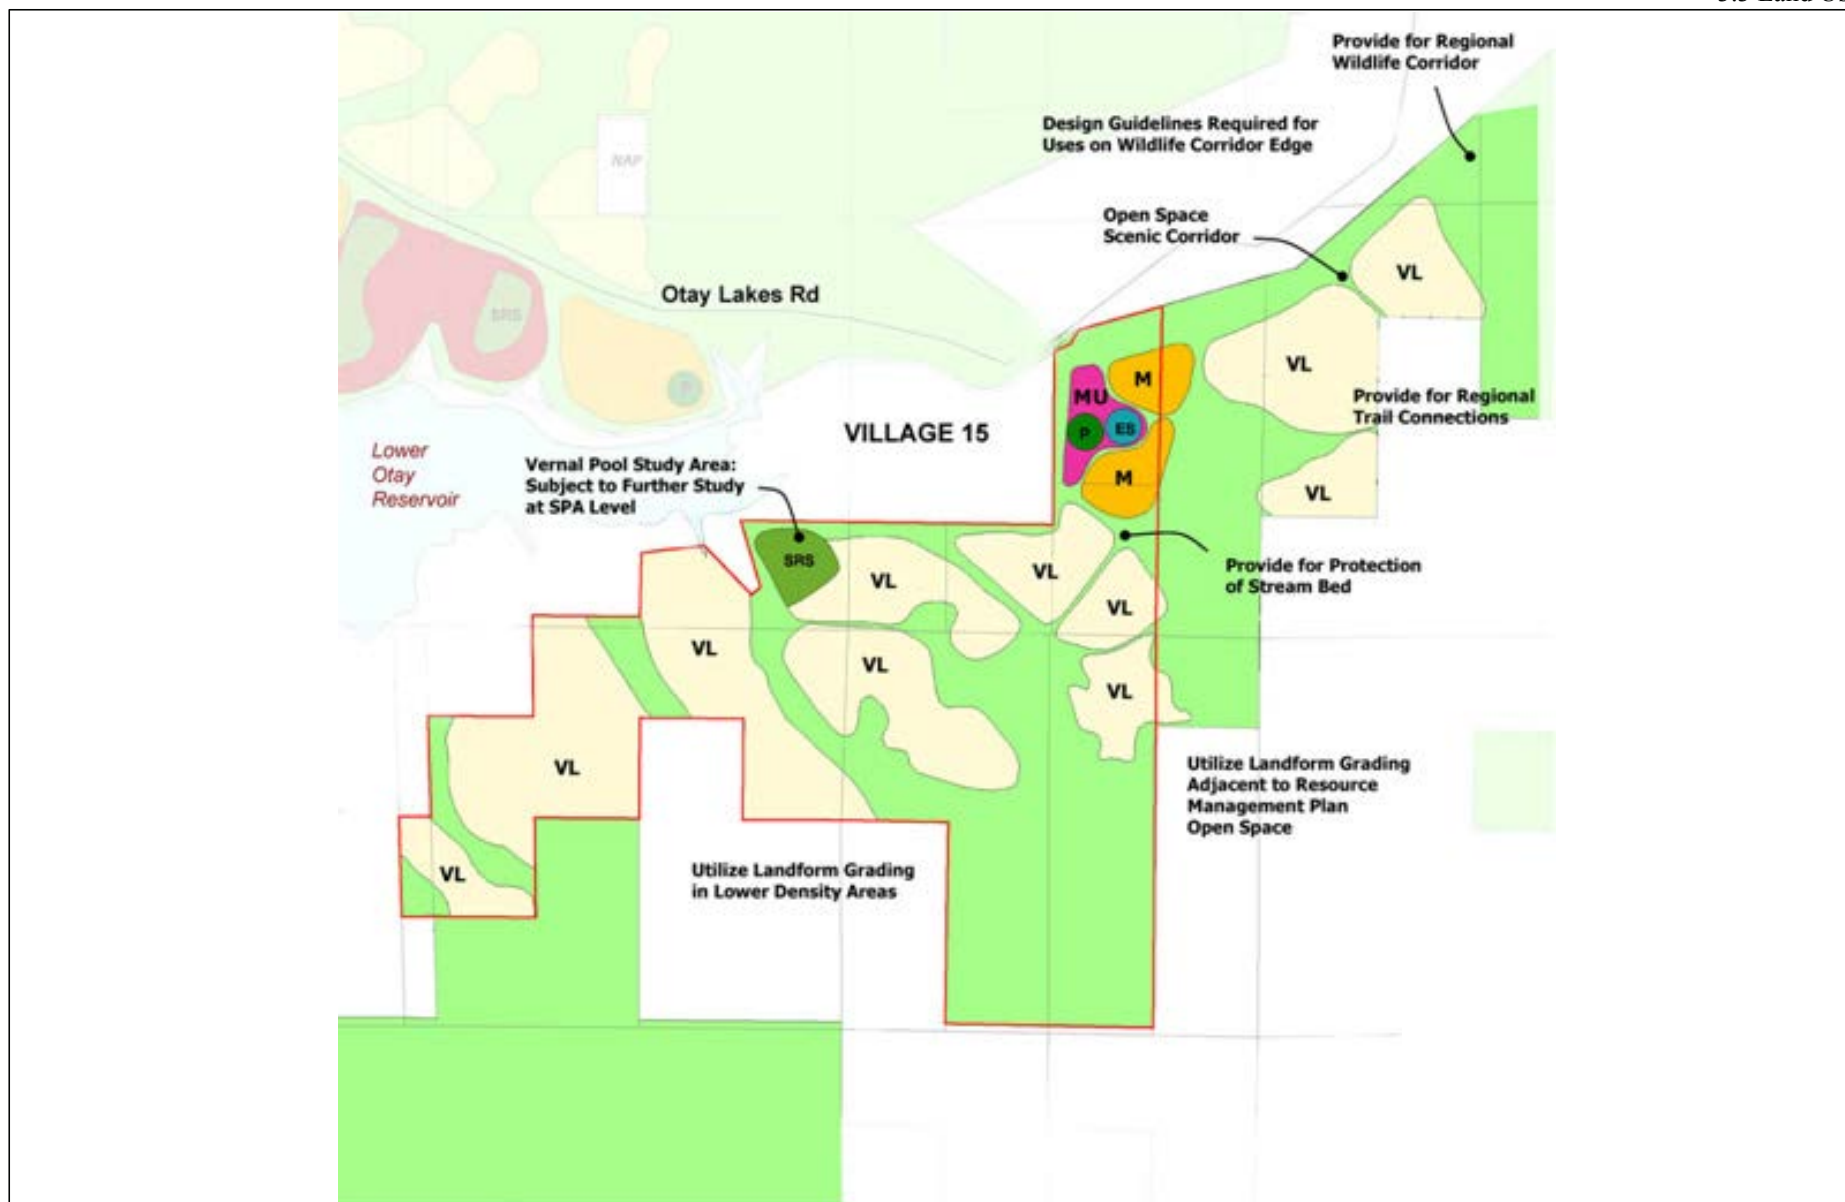 Provide for Regional
Wildlife Corridor
Design Guidelines Required for
Uses on Wildlife Corridor Edge
NAP
Open Space
Scenic Corridor
VL
Otay Lakes Rd
SRS
VL
M
MU
Provide for Regional
Trail Connections
P
ES
VILLAGE 15
Lower
Otay
Reservoir
Vernal Pool Study Area:
Subject to Further Study
at SPA Level
M
VL
SRS
VL
VL
Provide for Protection
of Stream Bed
VL
VL
VL
VL
VL
Utilize Landform Grading
Adjacent to Resource
Management Plan
Open Space
VL
Utilize Landform Grading
in Lower Density Areas